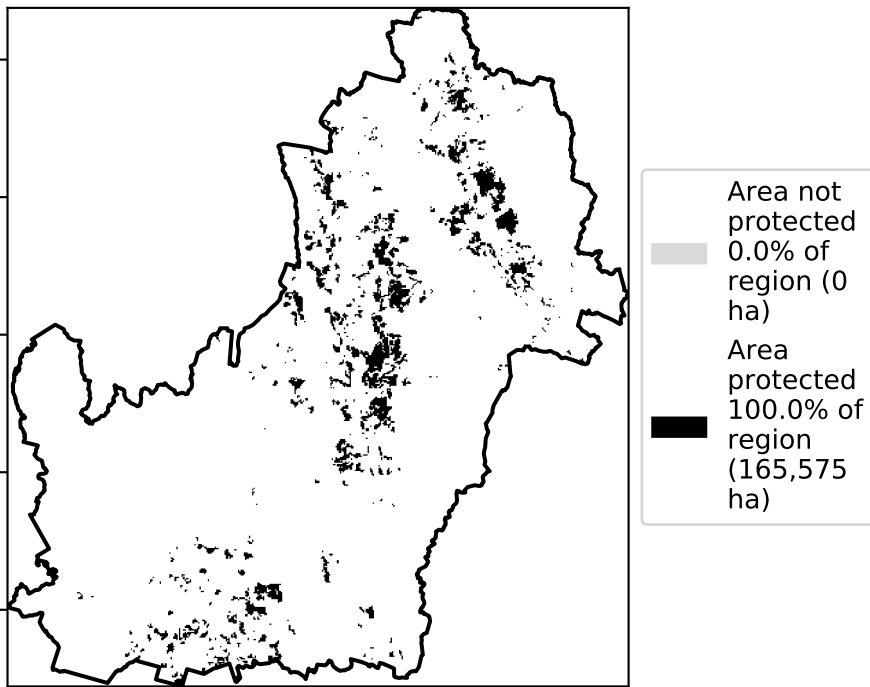 Area not
protected
0.0% of
region (0
ha)
Area
protected
100.0% of
region
(165,575
ha)